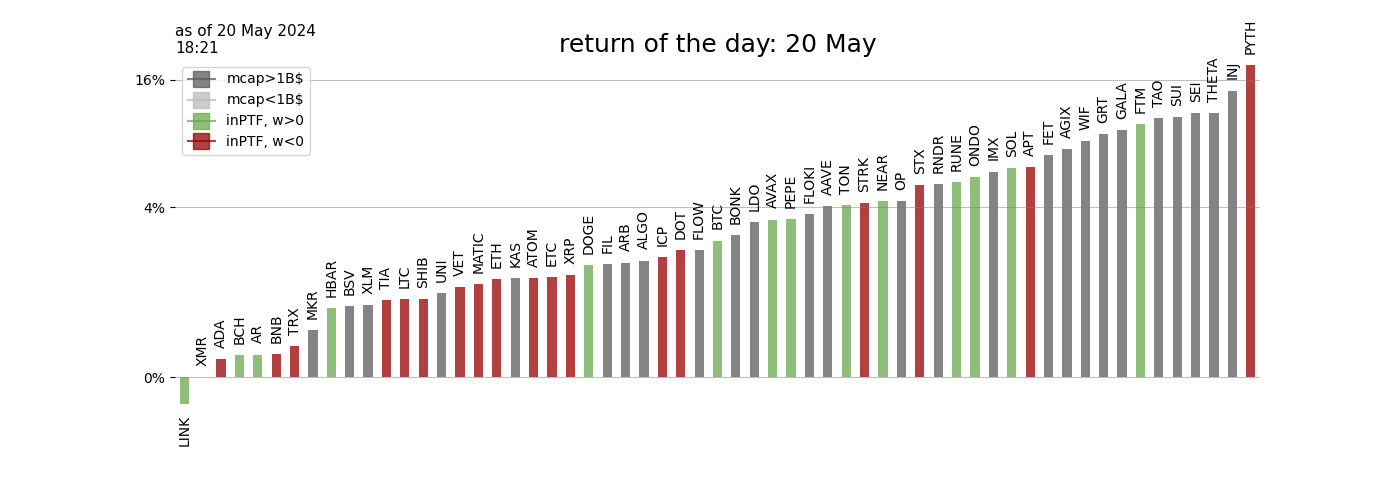 as of 20 May 2024
18:21
return of the day: 20 May
mcap>1B$
mcap<1B$
inPTF, w>0
inPTF, w<0
16%
4%
0%
LINK
XMR
ADA
BCH
AR
BNB
TRX
MKR
HBAR
BSV
XLM
TIA
LTC
SHIB
UNI
VET
MATIC
ETH
KAS
ATOM
ETC
XRP
DOGE
FIL
ARB
ALGO
ICP
DOT
FLOW
BTC
BONK
LDO
AVAX
PEPE
FLOKI
AAVE
TON
STRK
NEAR
OP
STX
RNDR
RUNE
ONDO
IMX
SOL
APT
FET
AGIX
WIF
GRT
GALA
FTM
TAO
SUI
SEI
THETA
INJ
PYTH